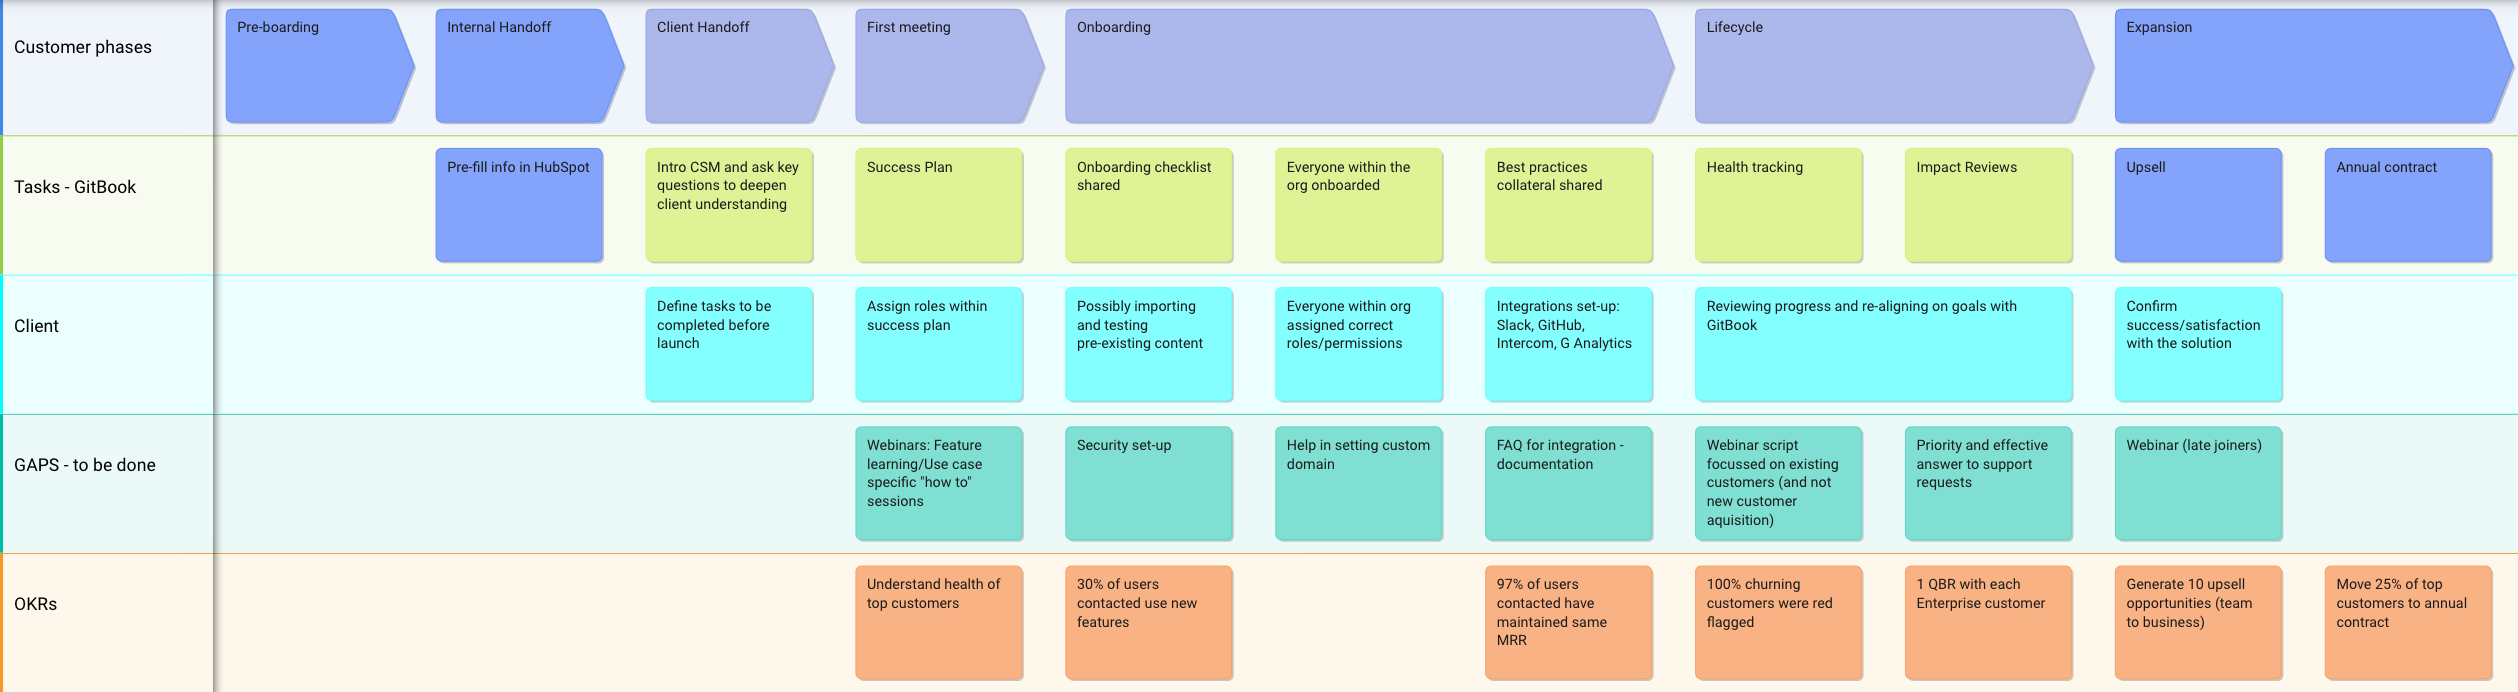 Customer phases
Pre-boarding
Internal Handoff
Client Handoff
First meeting
Onboarding
Lifecycle
Expansion
Tasks - GitBook
Pre-fill info in HubSpot
Intro CSM and ask key
questions to deepen
client understanding
Success Plan
Onboarding checklist
shared
Everyone within the
org onboarded
Best practices
collateral shared
Health tracking
Impact Reviews
Upsell
Annual contract
Client
Define tasks to be
completed before
launch
Assign roles within
success plan
Possibly importing
and testing
pre-existing content
Everyone within org
assigned correct
roles/permissions
Integrations set-up:
Slack, GitHub,
Intercom, G Analytics
Reviewing progress and re-aligning on goals with
GitBook
Confirm
success/satisfaction
with the solution
GAPS - to be done
Webinars: Feature
learning/Use case
specific "how to"
sessions
Security set-up
Help in setting custom
domain
FAQ for integration -
documentation
Webinar script
focussed on existing
customers (and not
new customer
aquisition)
Priority and effective
answer to support
requests
Webinar (late joiners)
OKRs
Understand health of
top customers
30% of users
contacted use new
features
97% of users
contacted have
maintained same
MRR
100% churning
customers were red
flagged
1 QBR with each
Enterprise customer
Generate 10 upsell
opportunities (team
to business)
Move 25% of top
customers to annual
contract